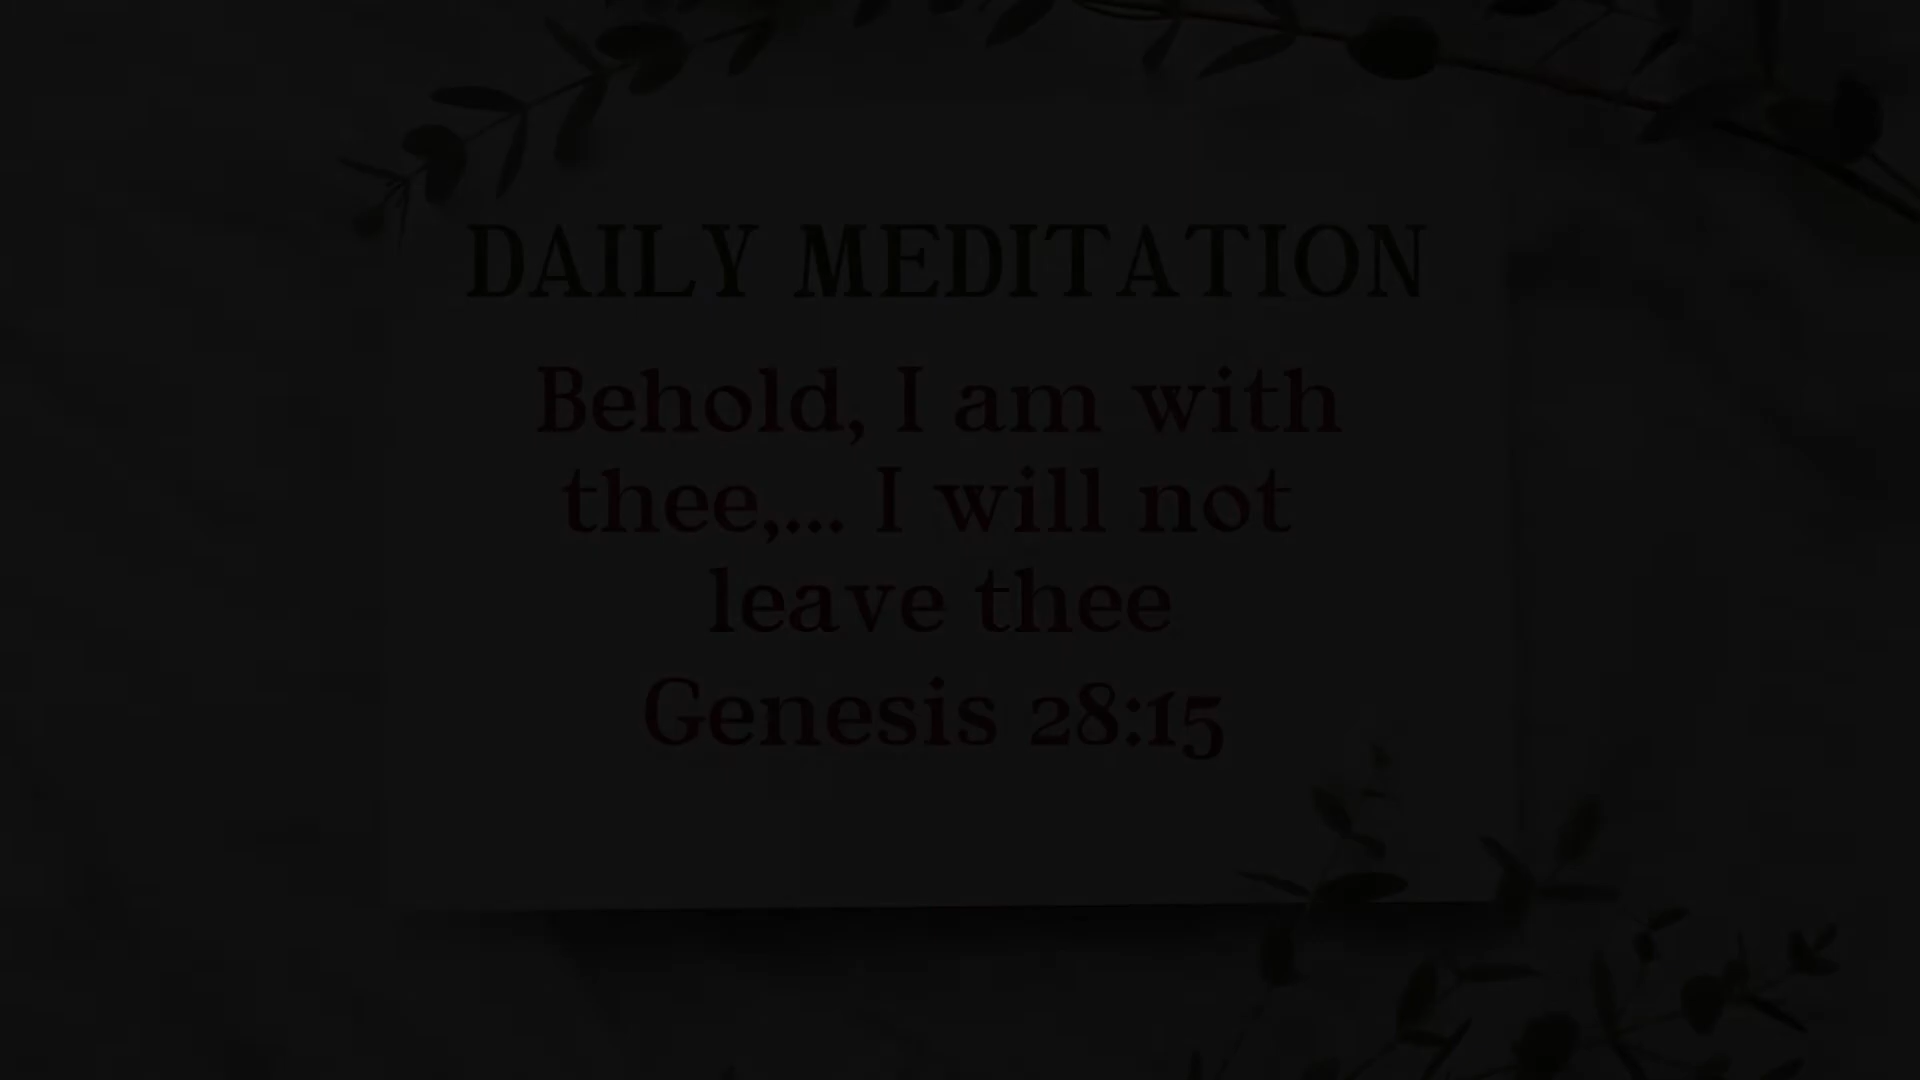 DAILY MEDITATION
Behold, I am with
thee,... I will not
leave thee
Genesis 28:15